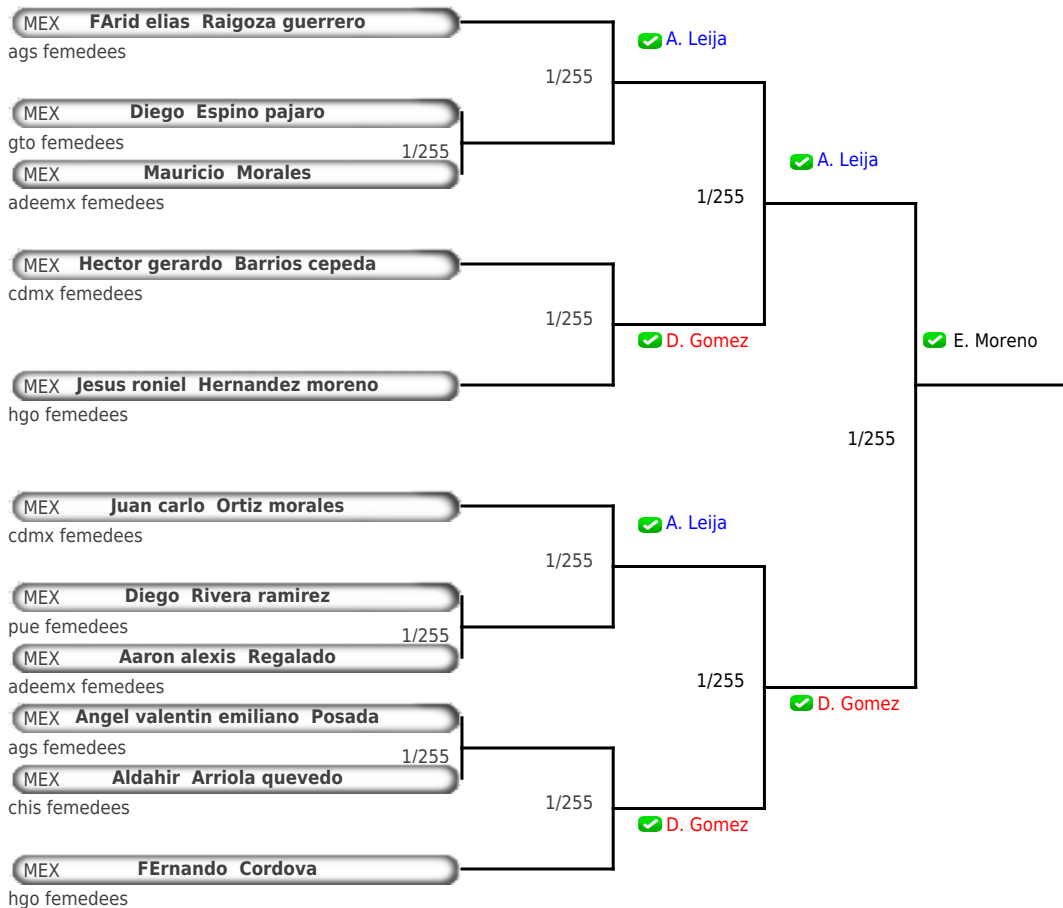 MEX FArid elias Raigoza guerrero
ags femedees
A. Leija
1/255
MEX Diego Espino pajaro
gto femedees
1/255
MEX Mauricio Morales
adeemx femedees
A. Leija
1/255
MEX Hector gerardo Barrios cepeda
cdmx femedees
1/255
D. Gomez
E. Moreno
MEX Jesus roniel Hernandez moreno
hgo femedees
1/255
MEX Juan carlo Ortiz morales
cdmx femedees
A. Leija
1/255
MEX Diego Rivera ramirez
pue femedees
1/255
MEX Aaron alexis Regalado
adeemx femedees
1/255
D. Gomez
MEX Angel valentin emiliano Posada
ags femedees
1/255
MEX Aldahir Arriola quevedo
chis femedees
1/255
D. Gomez
MEX FErnando Cordova
hgo femedees